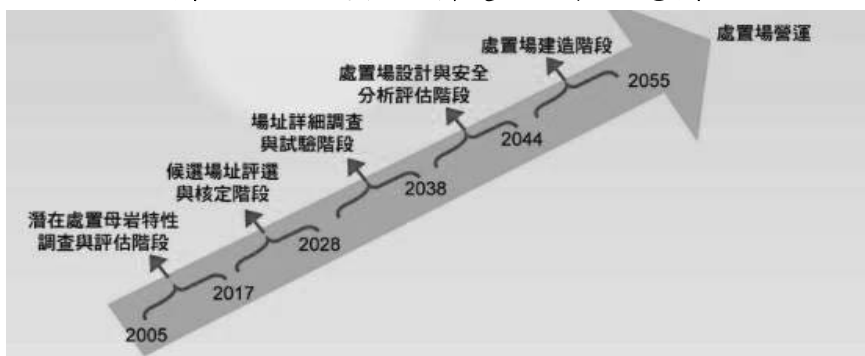 處置場營運
處置場建造階段
2055
處置場設計與安全
分析評估階段
2044
場址詳細調查
與試驗階段
2038
候選場址評選
與核定階段
2028
潛在處置母岩特性
調查與評估階段
2017
2005